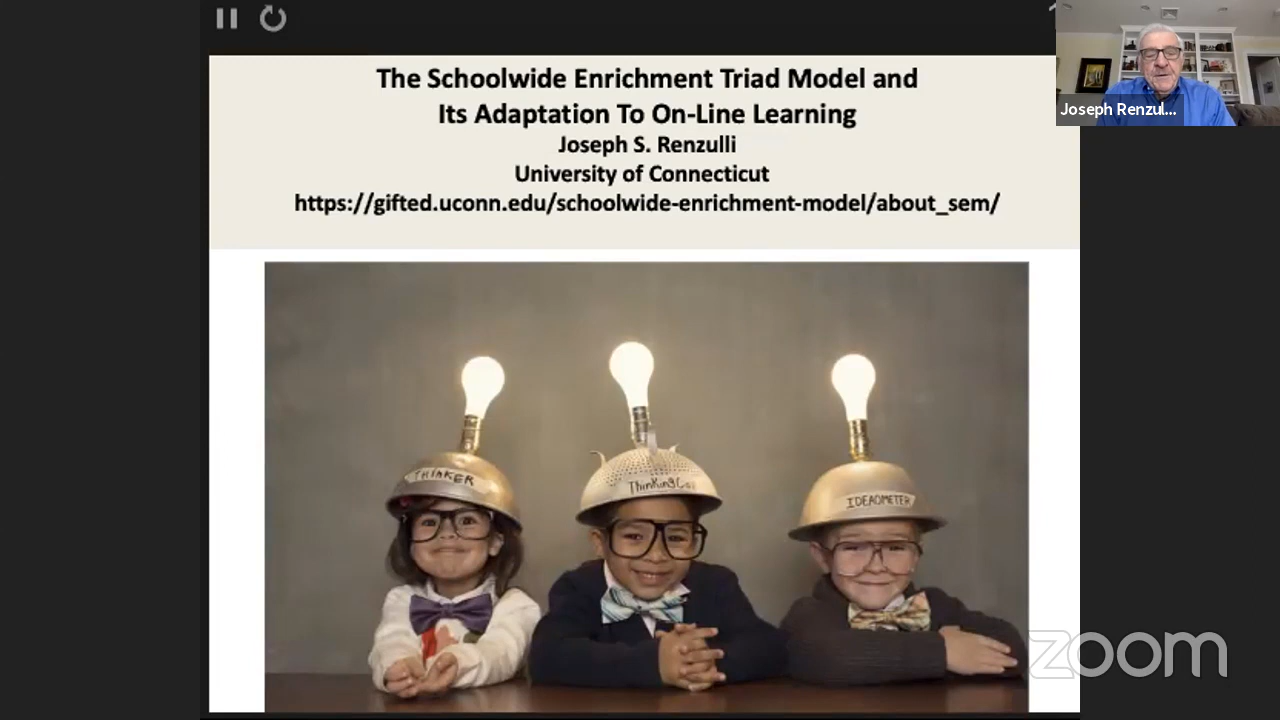 The Schoolwide Enrichment Triad Model and
Its Adaptation To On-Line Learning
Joseph S. Renzulli
University of Connecticut
https://gifted.uconn.edu/schoolwide-enrichment-model/about_sem/
Joseph Renzul...
THINKER
Thinking
IDEAOMETER
zoom